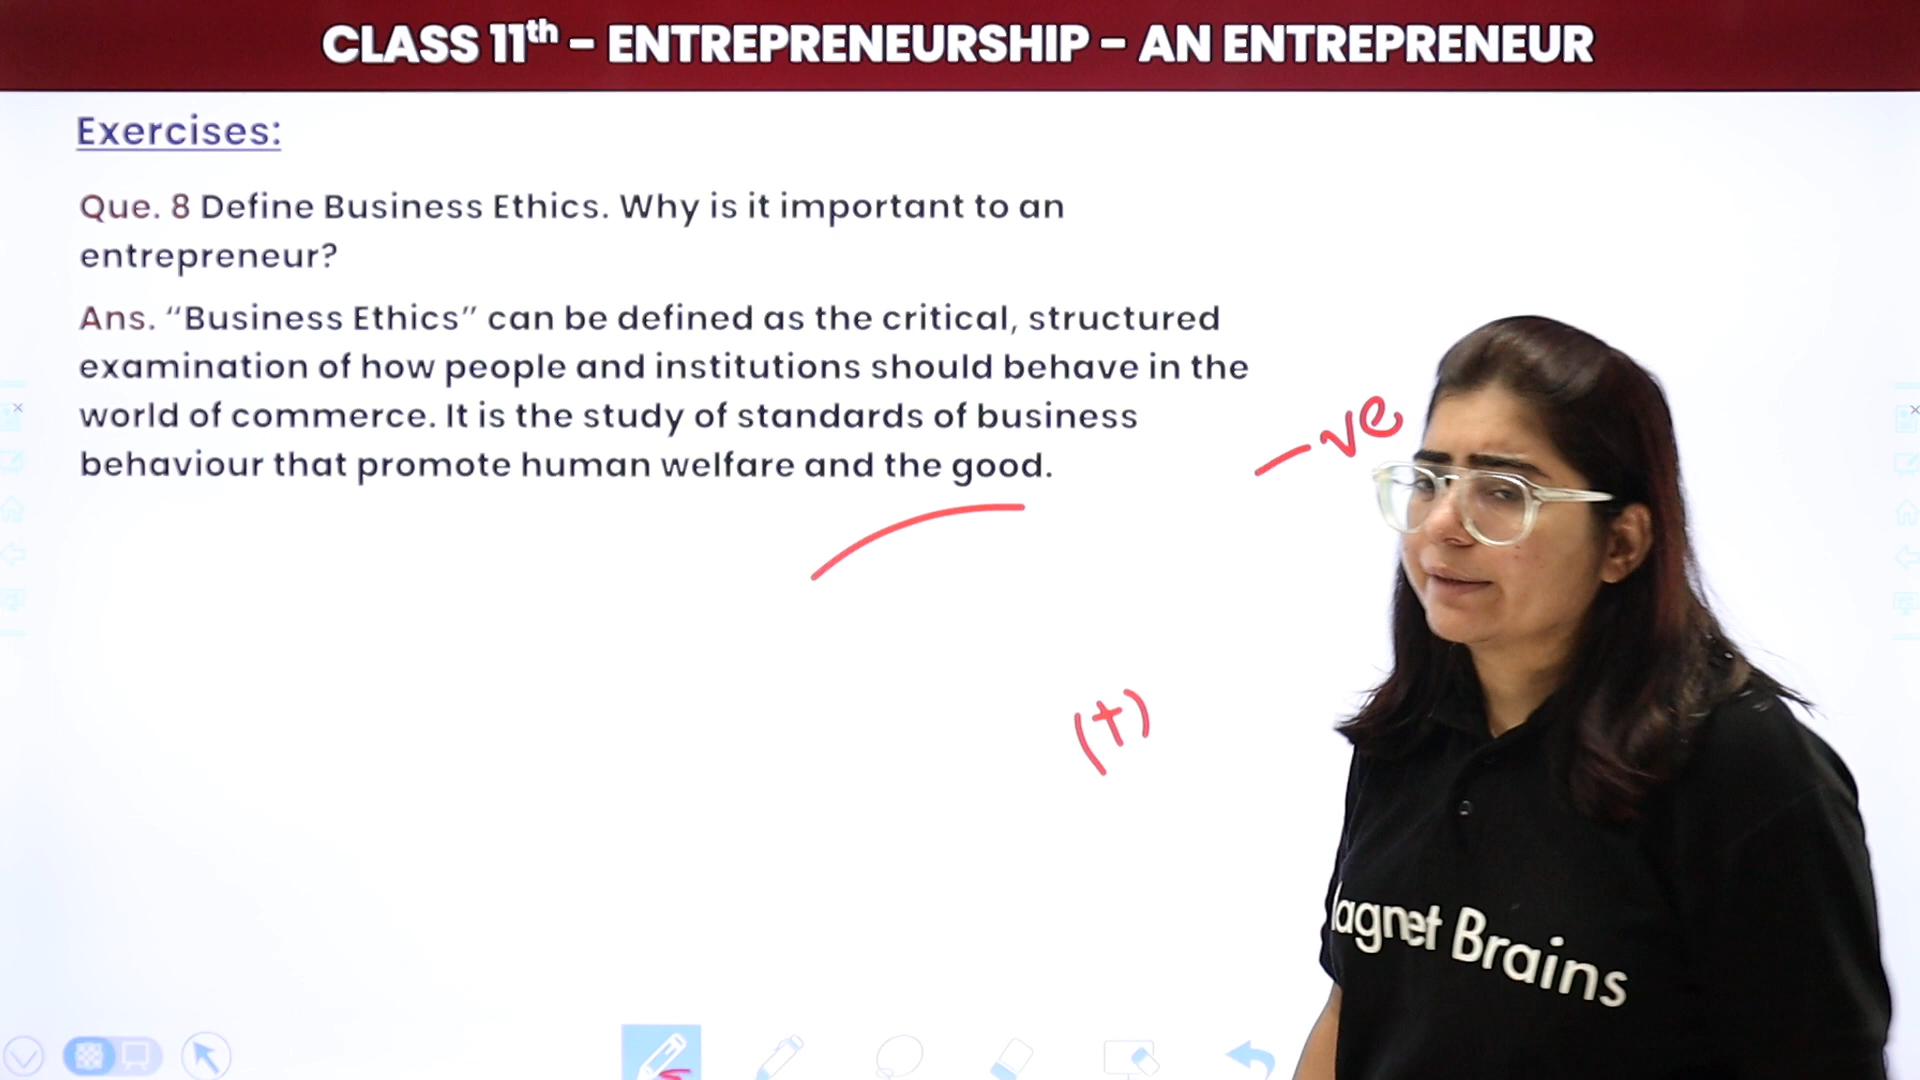 CLASS 11th – ENTREPRENEURSHIP – AN ENTREPRENEUR
Exercises:
Que. 8 Define Business Ethics. Why is it important to an
entrepreneur?
Ans. “Business Ethics” can be defined as the critical, structured
examination of how people and institutions should behave in the
world of commerce. It is the study of standards of business
behaviour that promote human welfare and the good.
-ve
(+)
agnet Brains